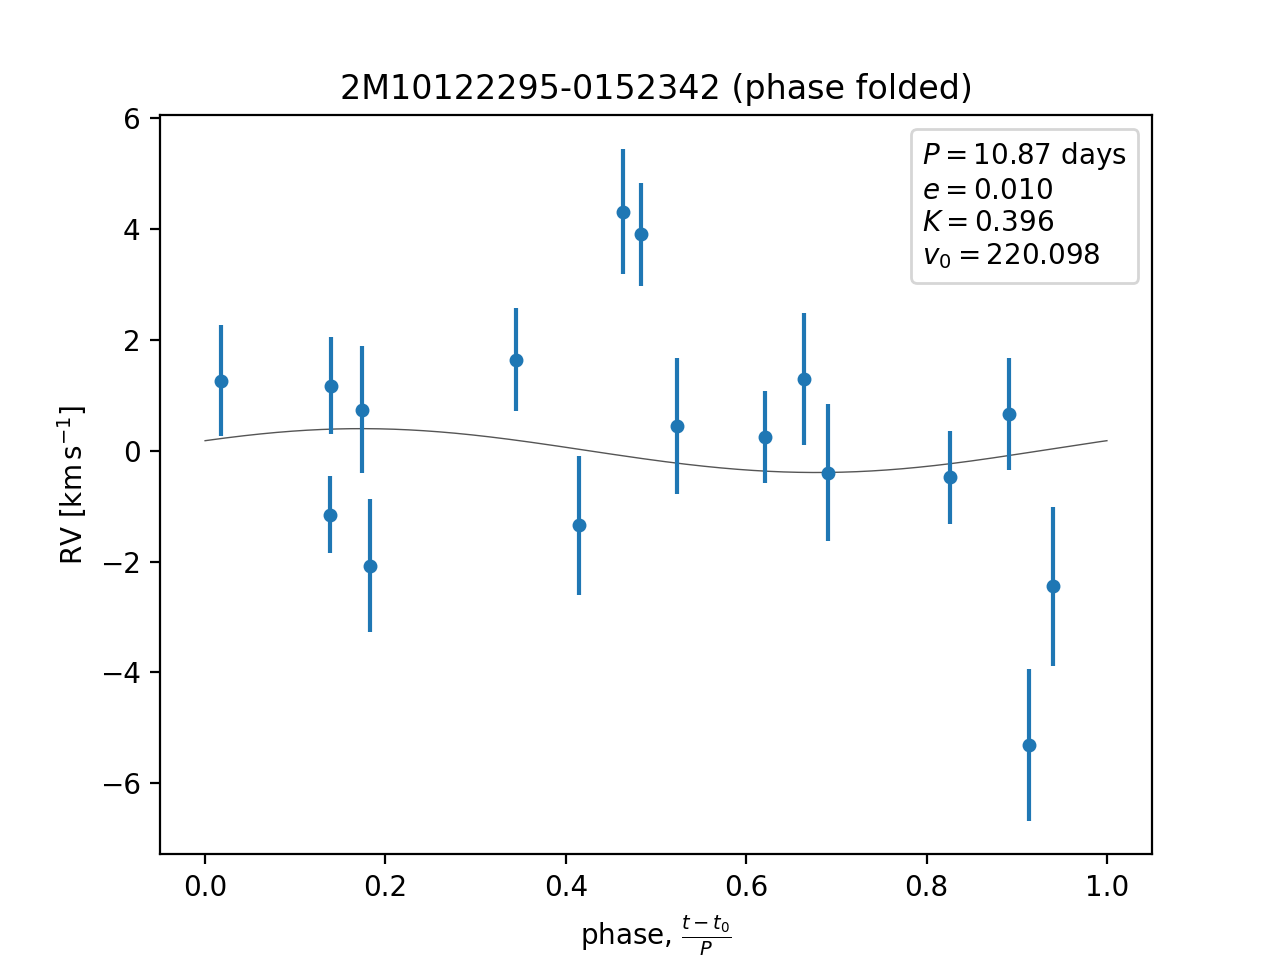 2M10122295-0152342 (phase folded)
P = 10.87 days
e = 0.010
K = 0.396
v₀ = 220.098
RV [km s⁻¹]
6
4
2
0
−2
−4
−6
0.0 0.2 0.4 0.6 0.8 1.0
phase, (t − t₀)/P